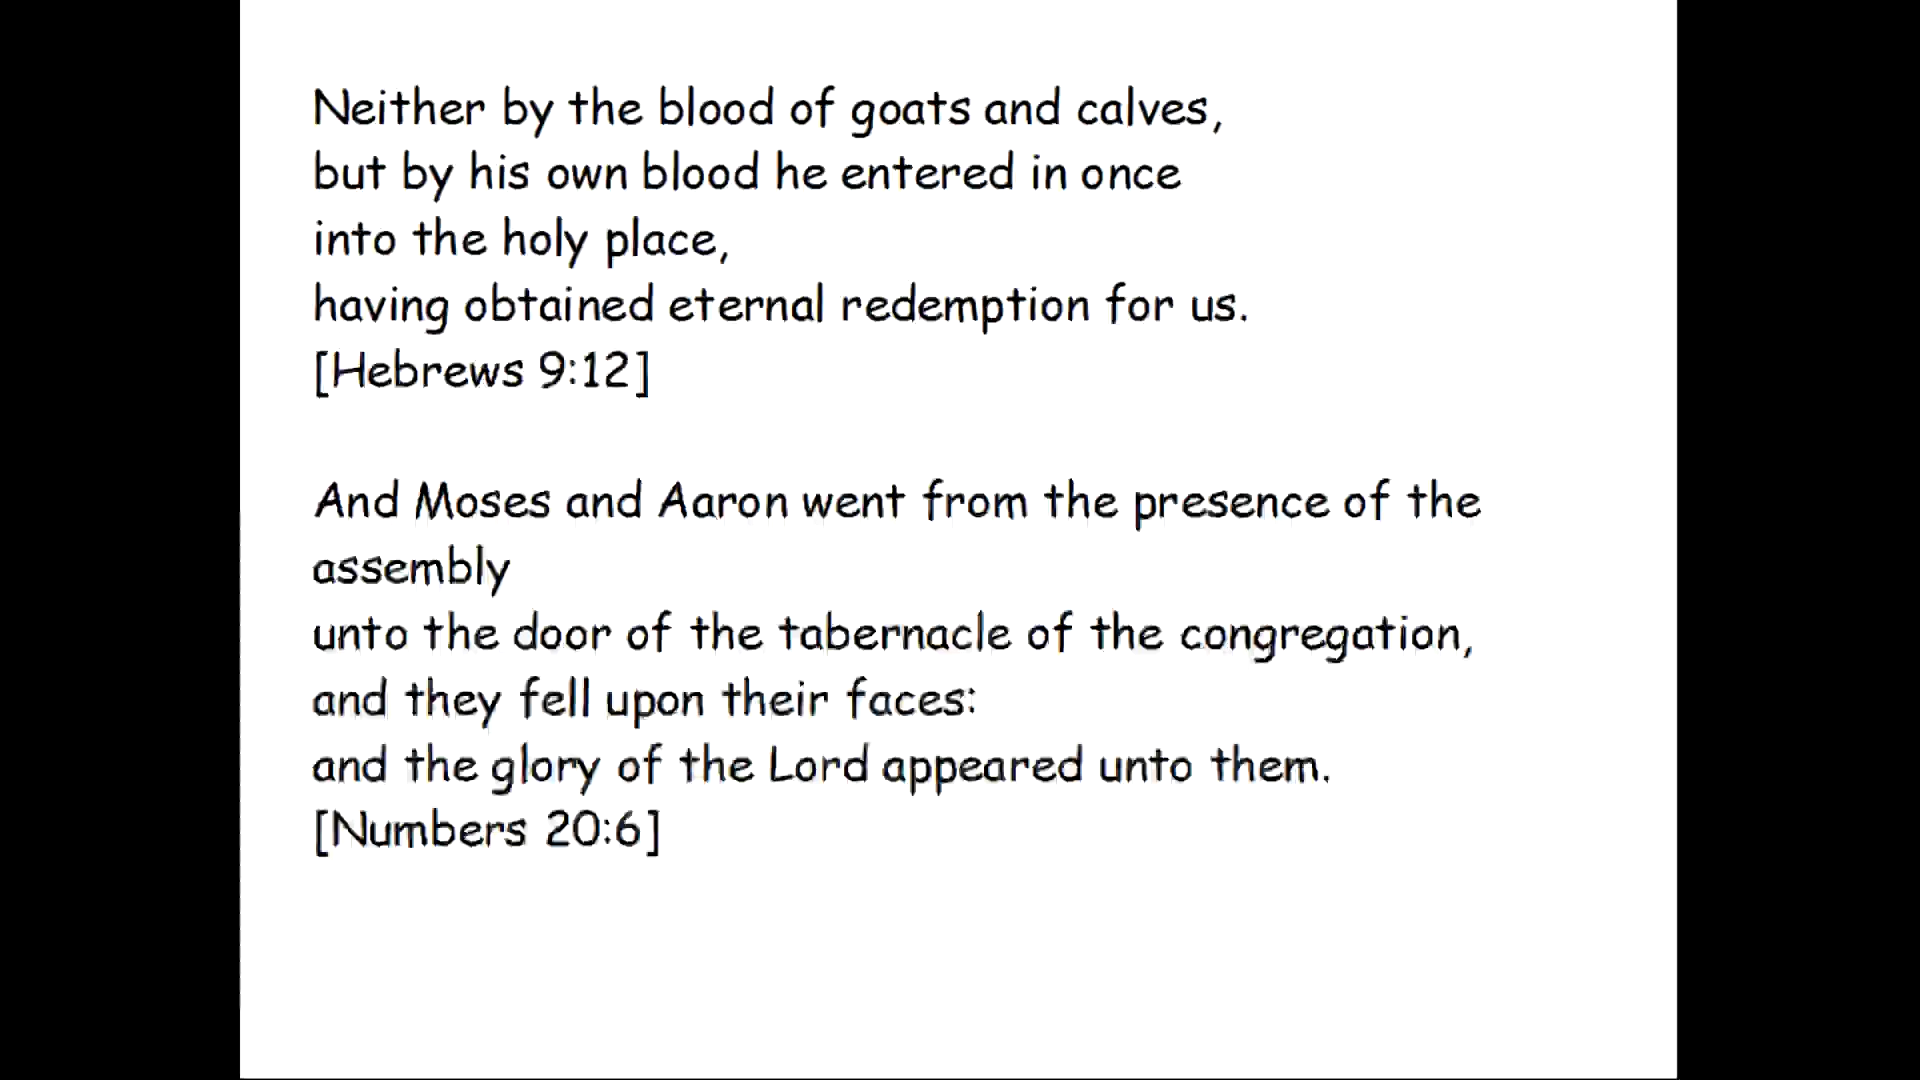 Neither by the blood of goats and calves,
but by his own blood he entered in once
into the holy place,
having obtained eternal redemption for us.
[Hebrews 9:12]
And Moses and Aaron went from the presence of the
assembly
unto the door of the tabernacle of the congregation,
and they fell upon their faces:
and the glory of the Lord appeared unto them.
[Numbers 20:6]